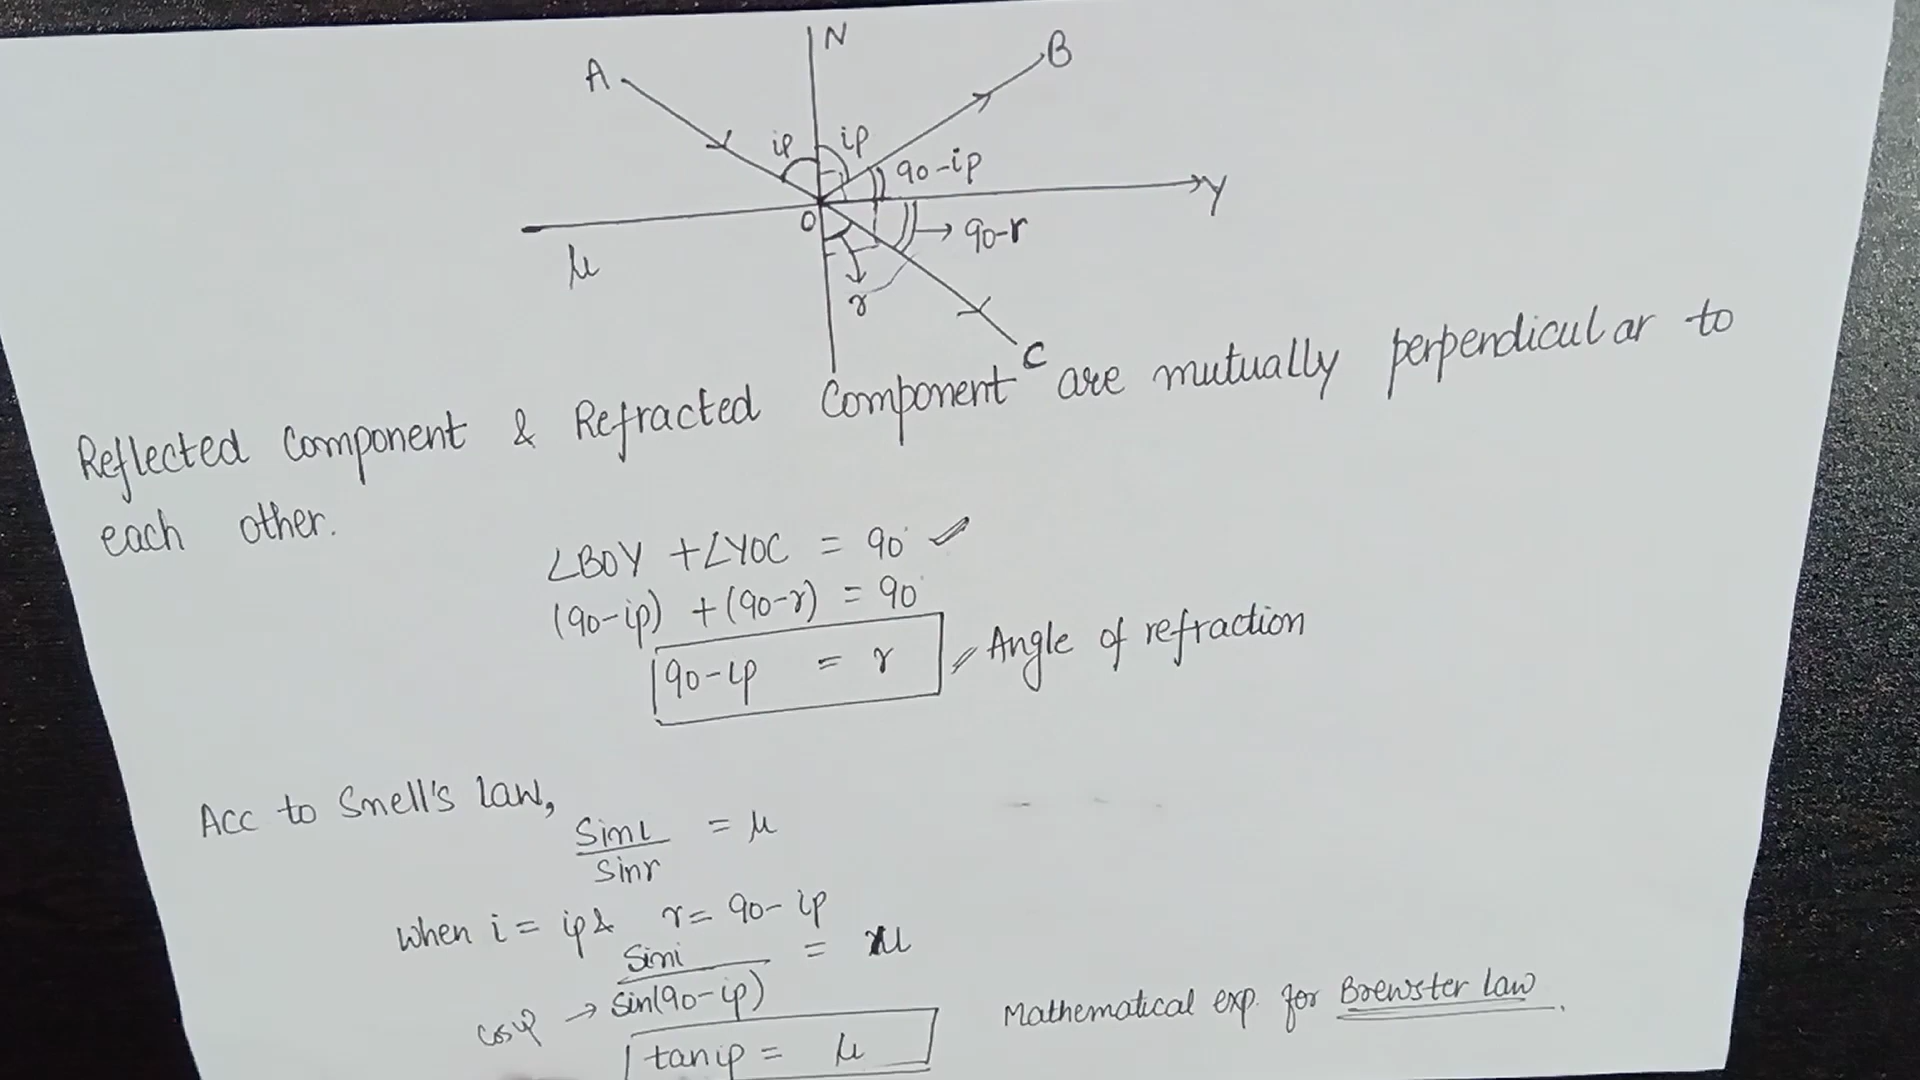 N
A
B
ip ip
90-ip
Y
O
90-r
μ
r
C
Reflected Component & Refracted Component are mutually perpendicular to
each other.
∠BOY + ∠YOC = 90°
(90-ip) + (90-r) = 90°
90-ip = r Angle of refraction
Acc to Snell's law,
Sini = μ
Sinr
When i = ip & r = 90-ip
Sini = μ
cosip → Sin(90-ip)
tan ip = μ Mathematical exp. for Brewster law.